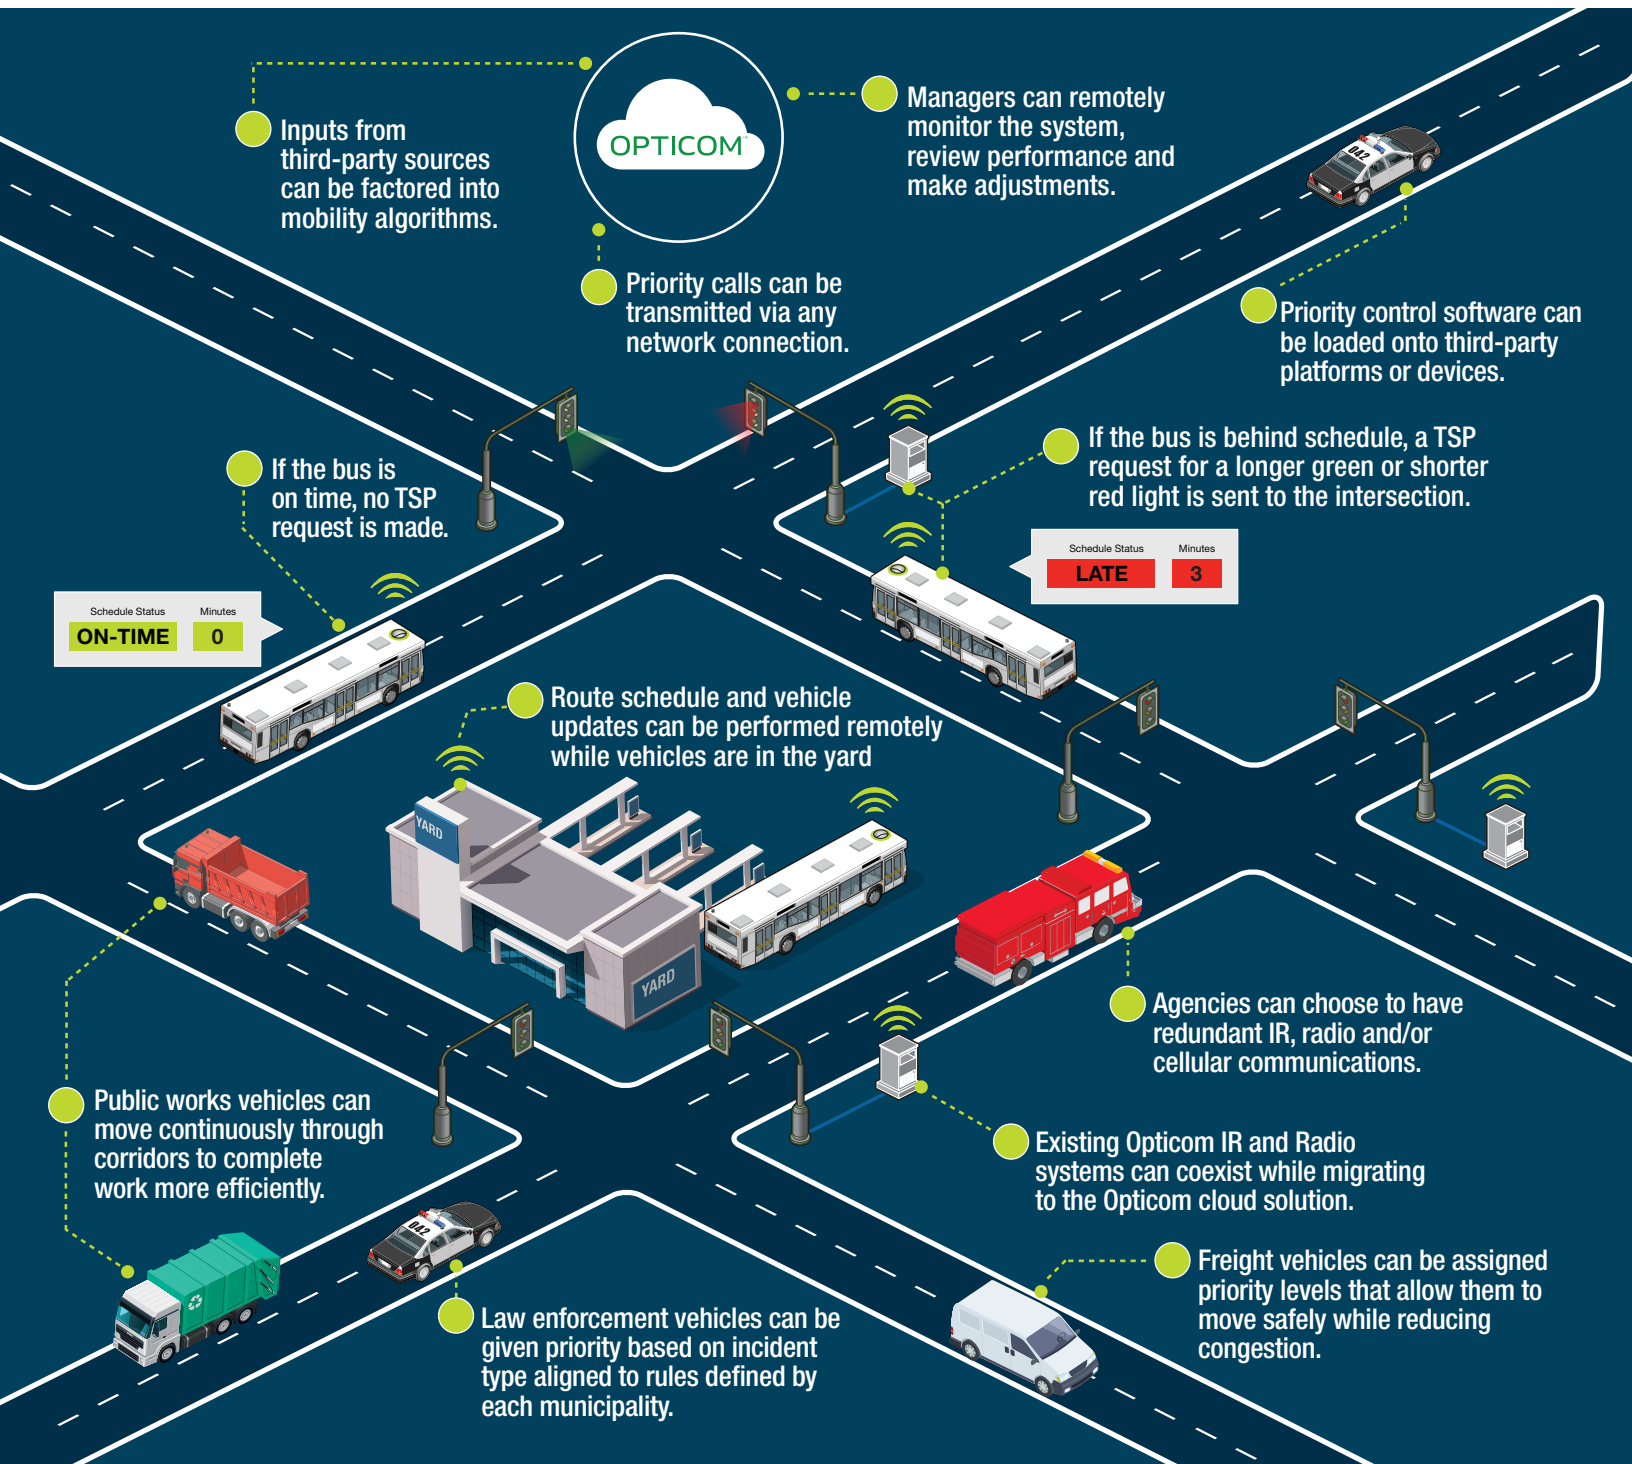 OPTICOM™
Inputs from
third-party sources
can be factored into
mobility algorithms.
Managers can remotely
monitor the system,
review performance and
make adjustments.
042
Priority calls can be
transmitted via any
network connection.
Priority control software can
be loaded onto third-party
platforms or devices.
If the bus is
on time, no TSP
request is made.
If the bus is behind schedule, a TSP
request for a longer green or shorter
red light is sent to the intersection.
Schedule Status Minutes
LATE 3
Schedule Status Minutes
ON-TIME 0
Route schedule and vehicle
updates can be performed remotely
while vehicles are in the yard
YARD
YARD
Agencies can choose to have
redundant IR, radio and/or
cellular communications.
Public works vehicles can
move continuously through
corridors to complete
work more efficiently.
Existing Opticom IR and Radio
systems can coexist while migrating
to the Opticom cloud solution.
042
Law enforcement vehicles can be
given priority based on incident
type aligned to rules defined by
each municipality.
Freight vehicles can be assigned
priority levels that allow them to
move safely while reducing
congestion.